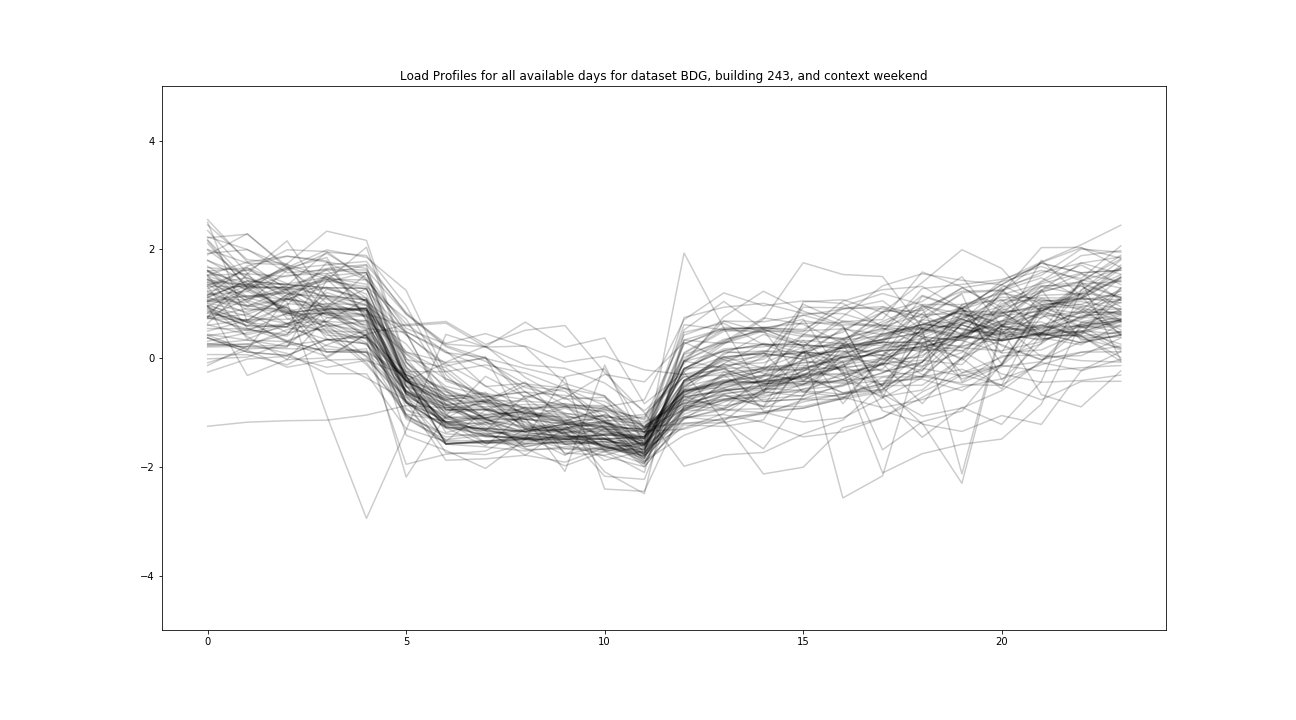 Load Profiles for all available days for dataset BDG, building 243, and context weekend
4
2
0
−2
−4
0 5 10 15 20